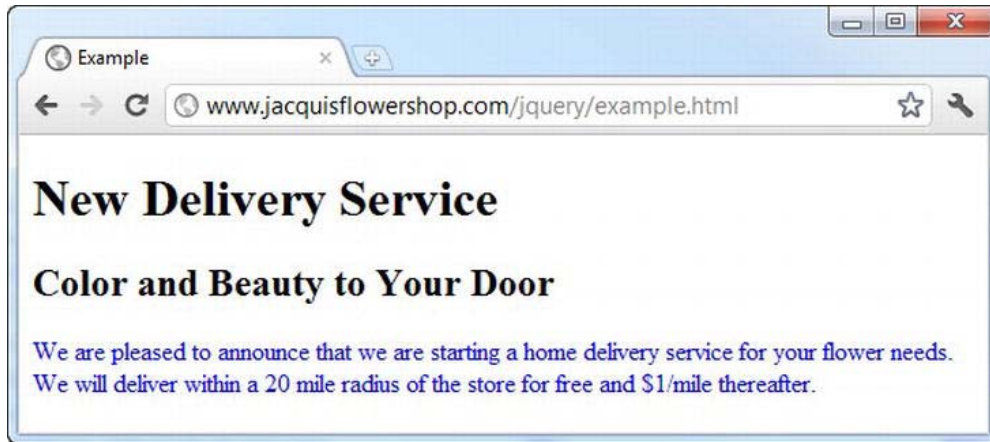 Example
www.jacquisflowershop.com/jquery/example.html
New Delivery Service
Color and Beauty to Your Door
We are pleased to announce that we are starting a home delivery service for your flower needs.
We will deliver within a 20 mile radius of the store for free and $1/mile thereafter.